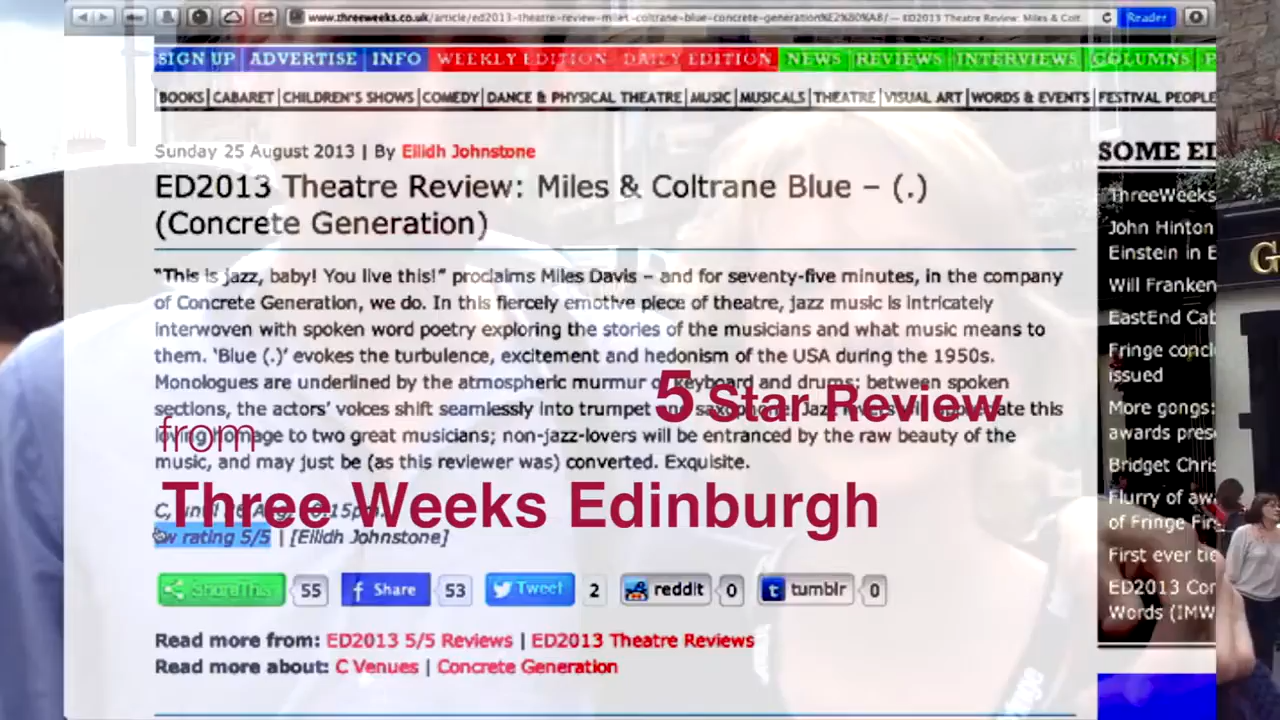 www.threeweeks.co.uk/article/ed2013-theatre-review-miles-coltrane-blue-concrete-generation%E2%80%A8/ — ED2013 Theatre Review: Miles & Colt
Reader
SIGN UP ADVERTISE INFO WEEKLY EDITION DAILY EDITION NEWS REVIEWS INTERVIEWS COLUMNS P
BOOKS CABARET CHILDREN'S SHOWS COMEDY DANCE & PHYSICAL THEATRE MUSIC MUSICALS THEATRE VISUAL ART WORDS & EVENTS FESTIVAL PEOPLE
Sunday 25 August 2013 | By Eilidh Johnstone
ED2013 Theatre Review: Miles & Coltrane Blue – (.)
(Concrete Generation)
“This is jazz, baby! You live this!” proclaims Miles Davis – and for seventy-five minutes, in the company
of Concrete Generation, we do. In this fiercely emotive piece of theatre, jazz music is intricately
interwoven with spoken word poetry exploring the stories of the musicians and what music means to
them. ‘Blue (.)’ evokes the turbulence, excitement and hedonism of the USA during the 1950s.
Monologues are underlined by the atmospheric murmur of keyboard and drums; between spoken
sections, the actors’ voices shift seamlessly into trumpet and saxophone. Jazz lovers will appreciate this
loving homage to two great musicians; non-jazz-lovers will be entranced by the raw beauty of the
music, and may just be (as this reviewer was) converted. Exquisite.
5 Star Review
from
Three Weeks Edinburgh
tw rating 5/5 | [Eilidh Johnstone]
ShareThis 55 Share 53 Tweet 2 reddit 0 tumblr 0
Read more from: ED2013 5/5 Reviews | ED2013 Theatre Reviews
Read more about: C Venues | Concrete Generation
SOME ED
ThreeWeeks
John Hinton
Einstein in E
Will Franken
EastEnd Cab
Fringe concl
issued
More gongs:
awards pres
Bridget Chris
Flurry of aw
of Fringe Firs
First ever tie
ED2013 Cor
Words (IMW
G